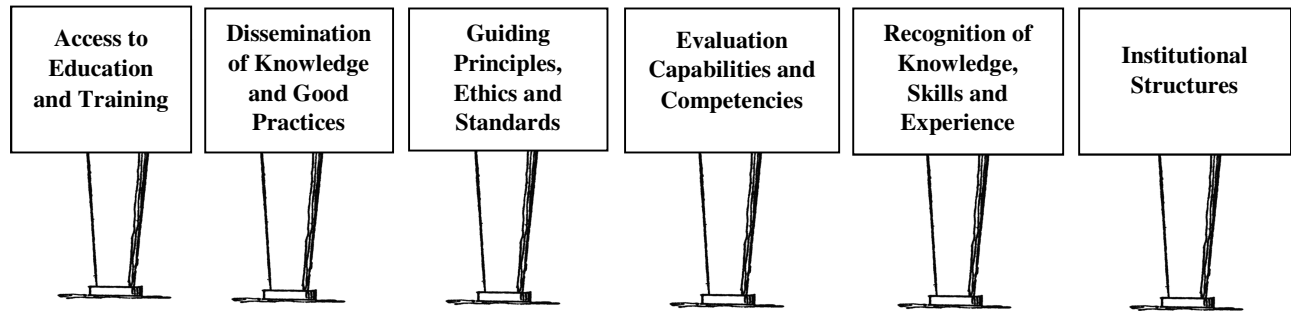 Access to
Education
and Training
Dissemination
of Knowledge
and Good
Practices
Guiding
Principles,
Ethics and
Standards
Evaluation
Capabilities and
Competencies
Recognition of
Knowledge,
Skills and
Experience
Institutional
Structures